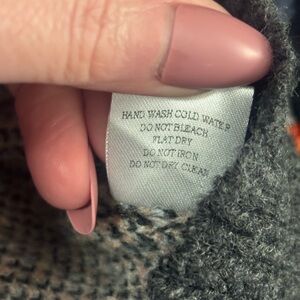 HAND WASH COLD WATER
DO NOT BLEACH
FLAT DRY
DO NOT IRON
DO NOT DRY CLEAN